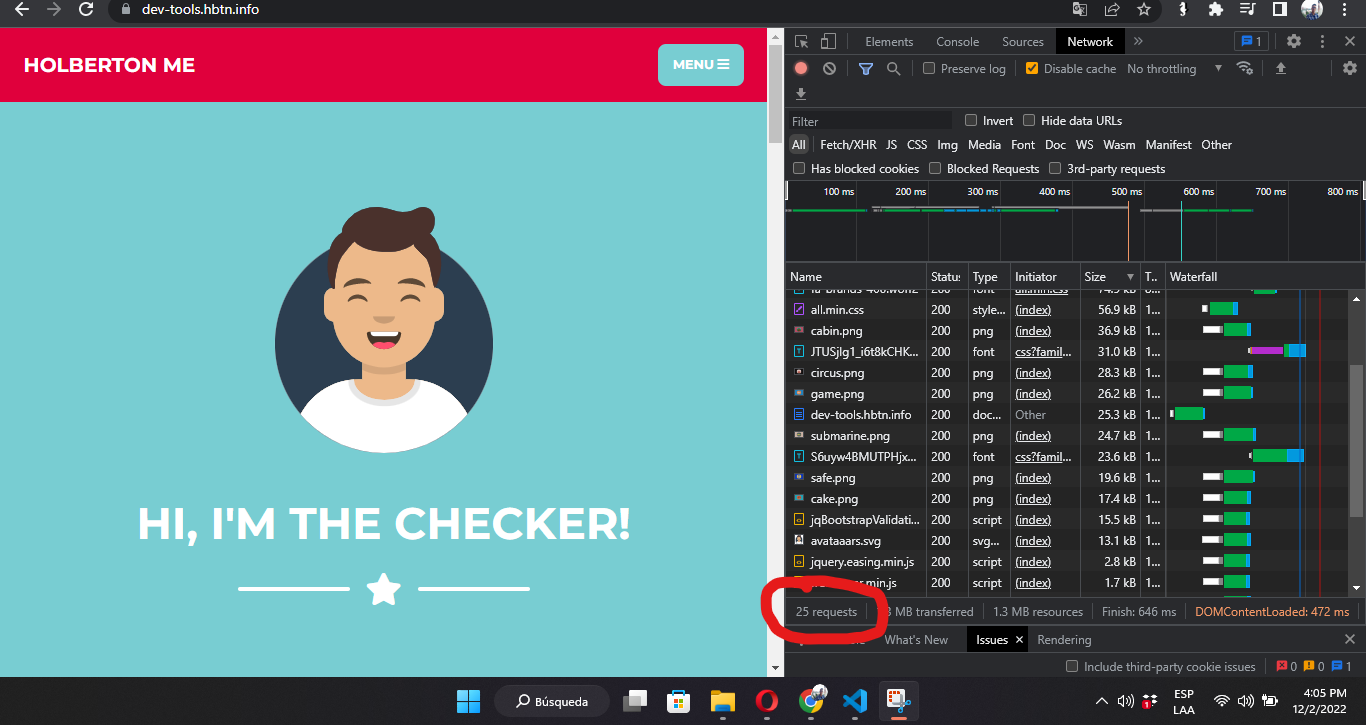 dev-tools.hbtn.info
HOLBERTON ME
MENU
HI, I'M THE CHECKER!
Elements Console Sources Network 1
Preserve log Disable cache No throttling
Filter Invert Hide data URLs
All Fetch/XHR JS CSS Img Media Font Doc WS Wasm Manifest Other
Has blocked cookies Blocked Requests 3rd-party requests
100 ms 200 ms 300 ms 400 ms 500 ms 600 ms 700 ms 800 ms
Name Status Type Initiator Size T.. Waterfall
all.min.css 200 style... (index) 56.9 kB 1...
cabin.png 200 png (index) 36.9 kB 1...
JTUSjIg1_i6t8kCHK... 200 font css?famil... 31.0 kB 1...
circus.png 200 png (index) 28.3 kB 1...
game.png 200 png (index) 26.2 kB 1...
dev-tools.hbtn.info 200 doc... Other 25.3 kB 1...
submarine.png 200 png (index) 24.7 kB 1...
S6uyw4BMUTPHjx... 200 font css?famil... 23.6 kB 1...
safe.png 200 png (index) 19.6 kB 1...
cake.png 200 png (index) 17.4 kB 1...
jqBootstrapValidati... 200 script (index) 15.5 kB 1...
avataaars.svg 200 svg... (index) 13.1 kB 1...
jquery.easing.min.js 200 script (index) 2.8 kB 1...
.min.js 200 script (index) 1.7 kB 1...
25 requests MB transferred 1.3 MB resources Finish: 646 ms DOMContentLoaded: 472 ms
What's New Issues Rendering
Include third-party cookie issues 0 0 1
Búsqueda
1
ESP
LAA
4:05 PM
12/2/2022